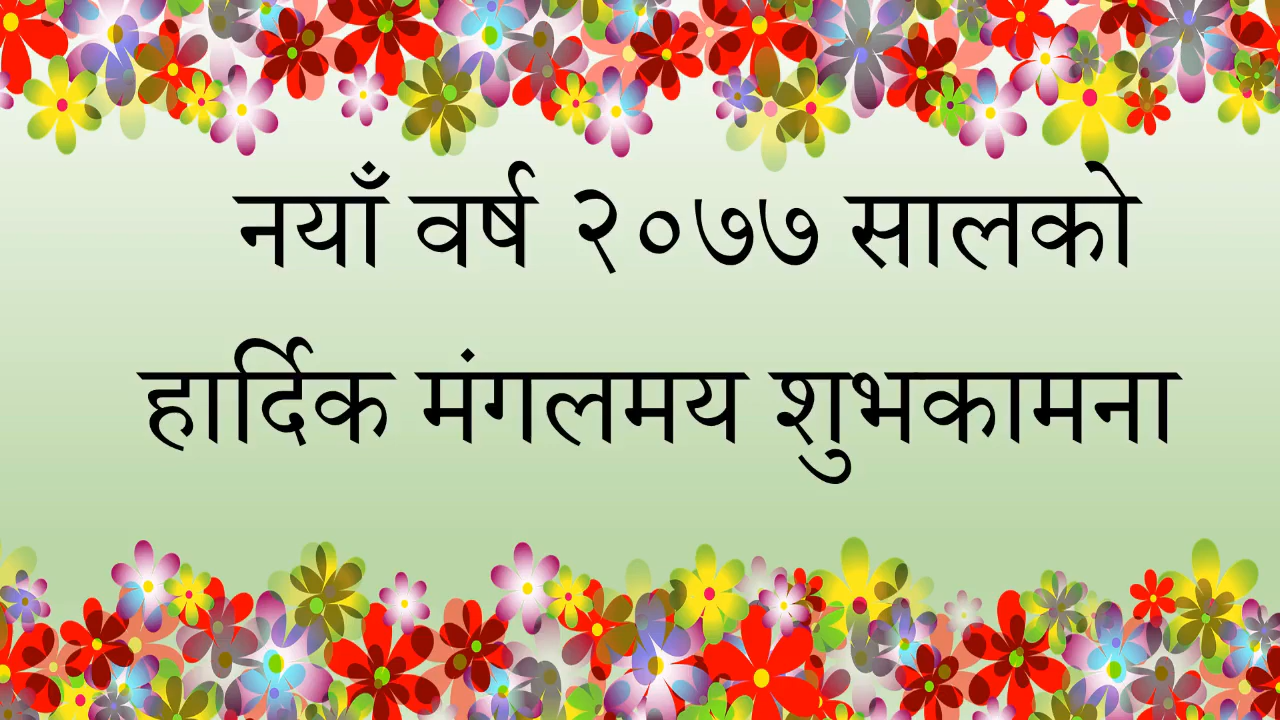 नयाँ वर्ष २०७७ सालको
हार्दिक मंगलमय शुभकामना